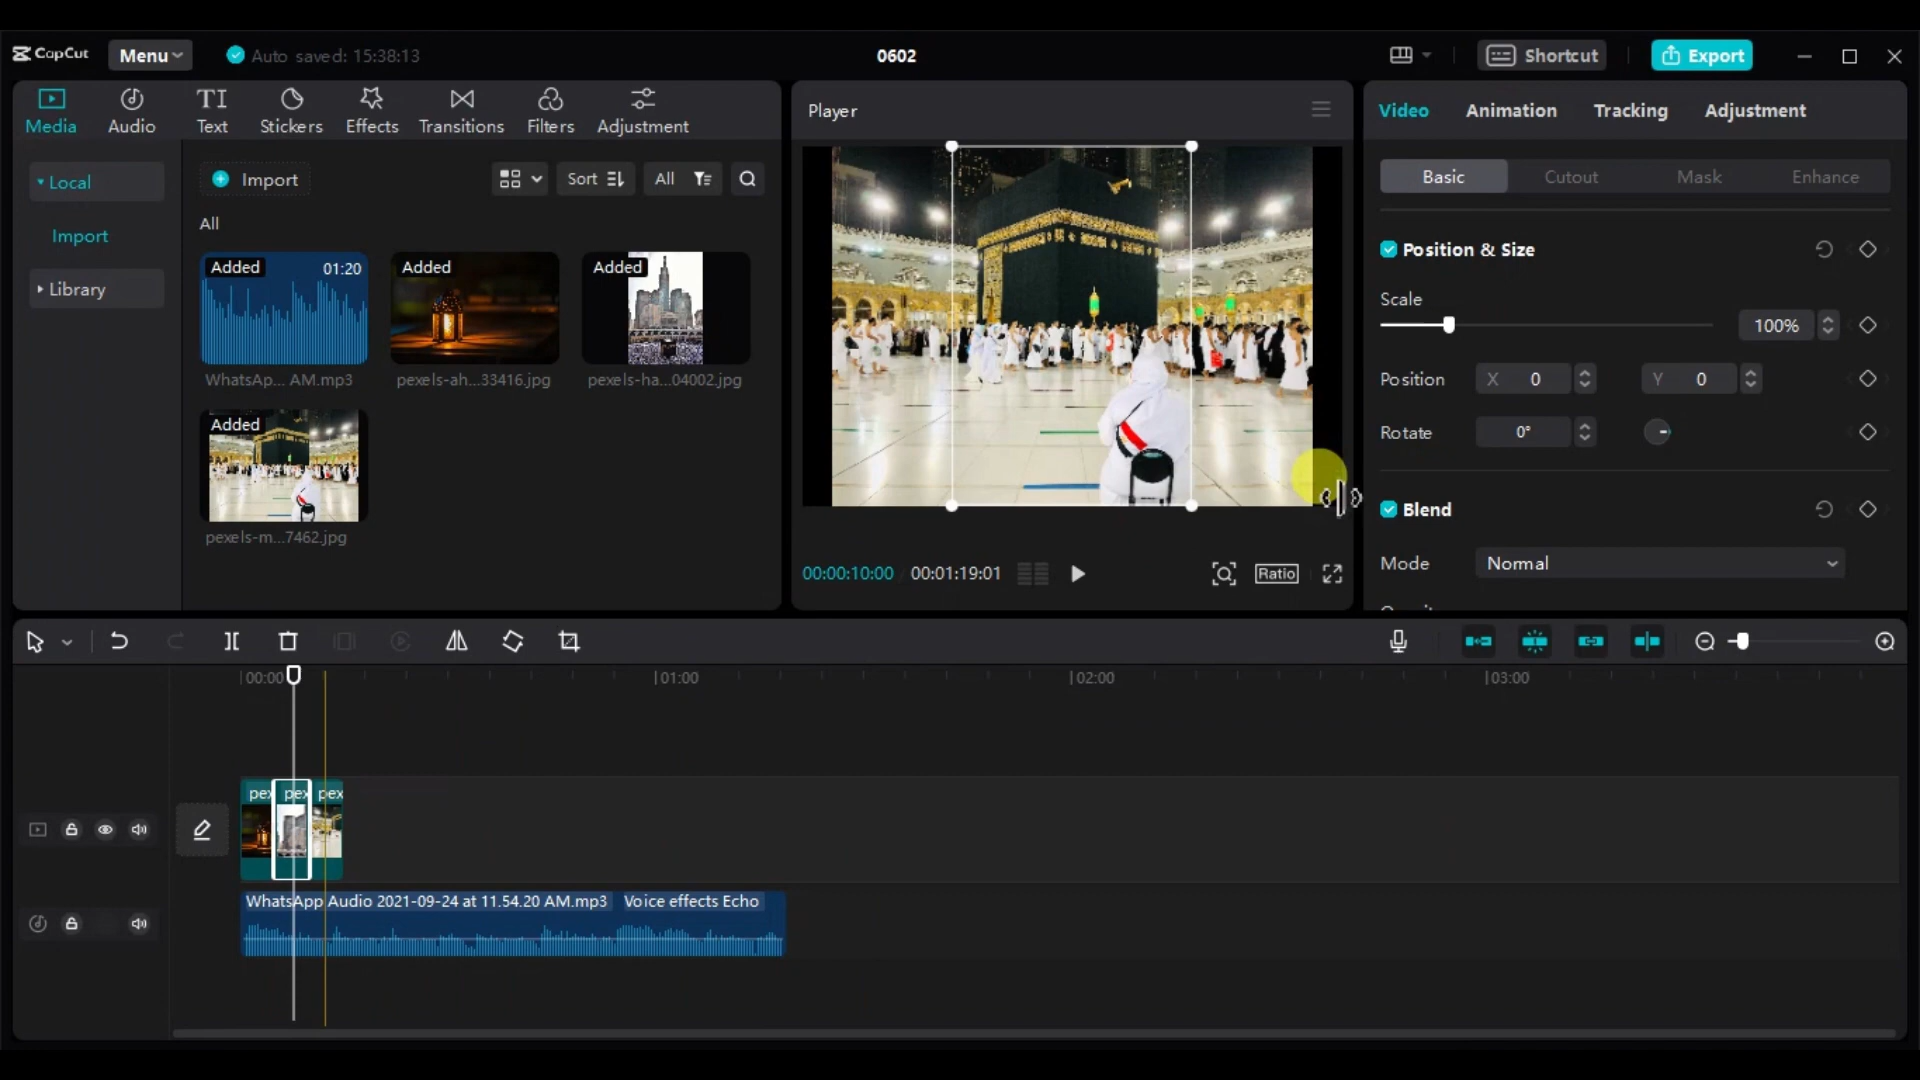 CapCut Menu Auto saved: 15:38:13 0602 Shortcut Export
Media Audio Text Stickers Effects Transitions Filters Adjustment
Local
Import
Library
Import Sort All
All
Added 01:20
WhatsAp... AM.mp3
Added
pexels-ah...33416.jpg
Added
pexels-ha...04002.jpg
Added
pexels-m...7462.jpg
Player
00:00:10:00 / 00:01:19:01 Ratio
Video Animation Tracking Adjustment
Basic Cutout Mask Enhance
Position & Size
Scale
100%
Position X 0 Y 0
Rotate 0°
Blend
Mode Normal
00:00 01:00 02:00 03:00
pex pex pex
WhatsApp Audio 2021-09-24 at 11.54.20 AM.mp3 Voice effects Echo